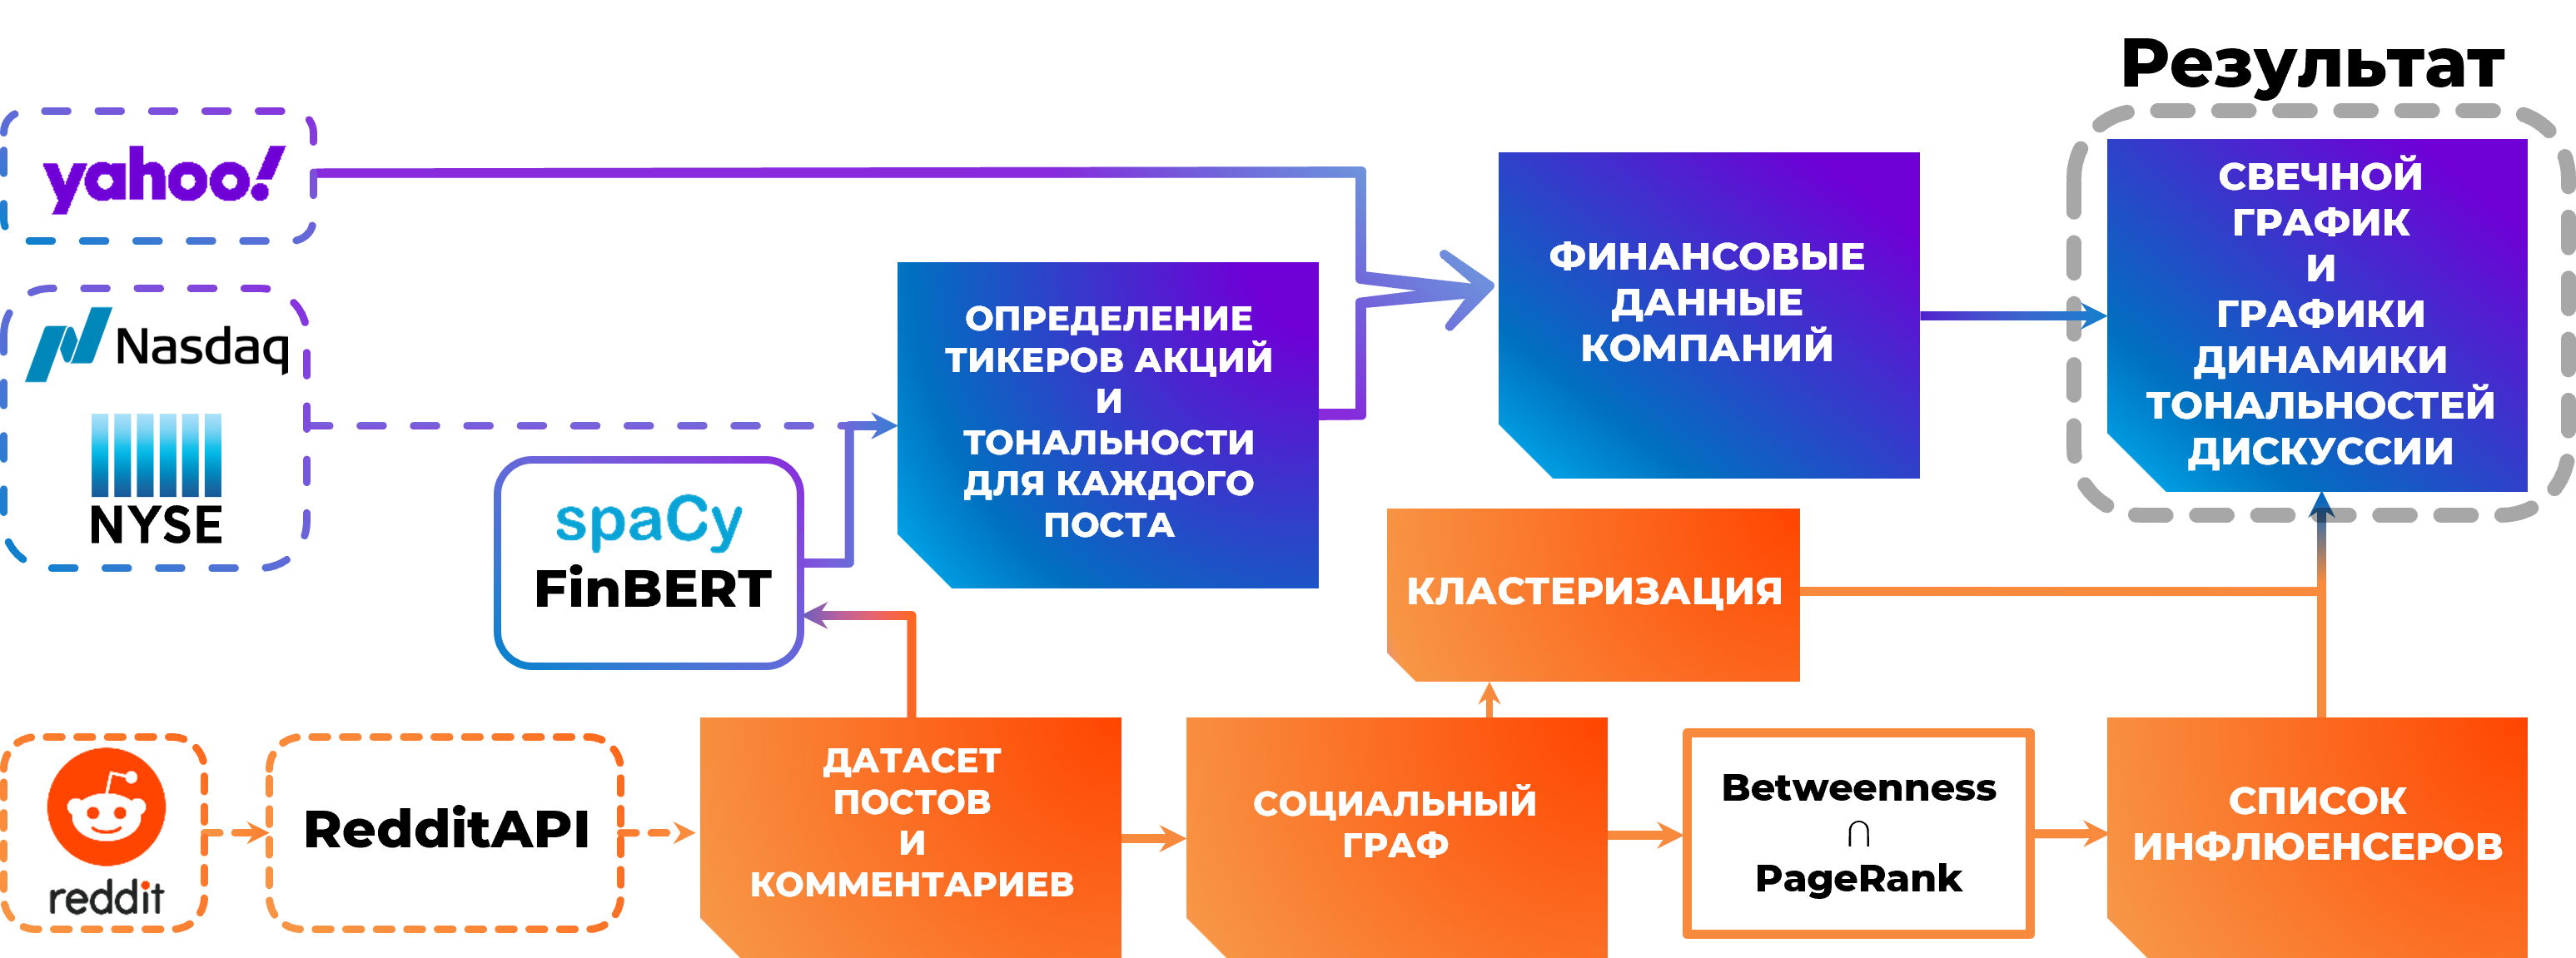 Результат
yahoo!
Nasdaq
NYSE
spaCy
FinBERT
ОПРЕДЕЛЕНИЕ
ТИКЕРОВ АКЦИЙ
И
ТОНАЛЬНОСТИ
ДЛЯ КАЖДОГО
ПОСТА
ФИНАНСОВЫЕ
ДАННЫЕ
КОМПАНИЙ
СВЕЧНОЙ
ГРАФИК
И
ГРАФИКИ
ДИНАМИКИ
ТОНАЛЬНОСТЕЙ
ДИСКУССИИ
КЛАСТЕРИЗАЦИЯ
reddit
RedditAPI
ДАТАСЕТ
ПОСТОВ
И
КОММЕНТАРИЕВ
СОЦИАЛЬНЫЙ
ГРАФ
Betweenness
∩
PageRank
СПИСОК
ИНФЛЮЕНСЕРОВ